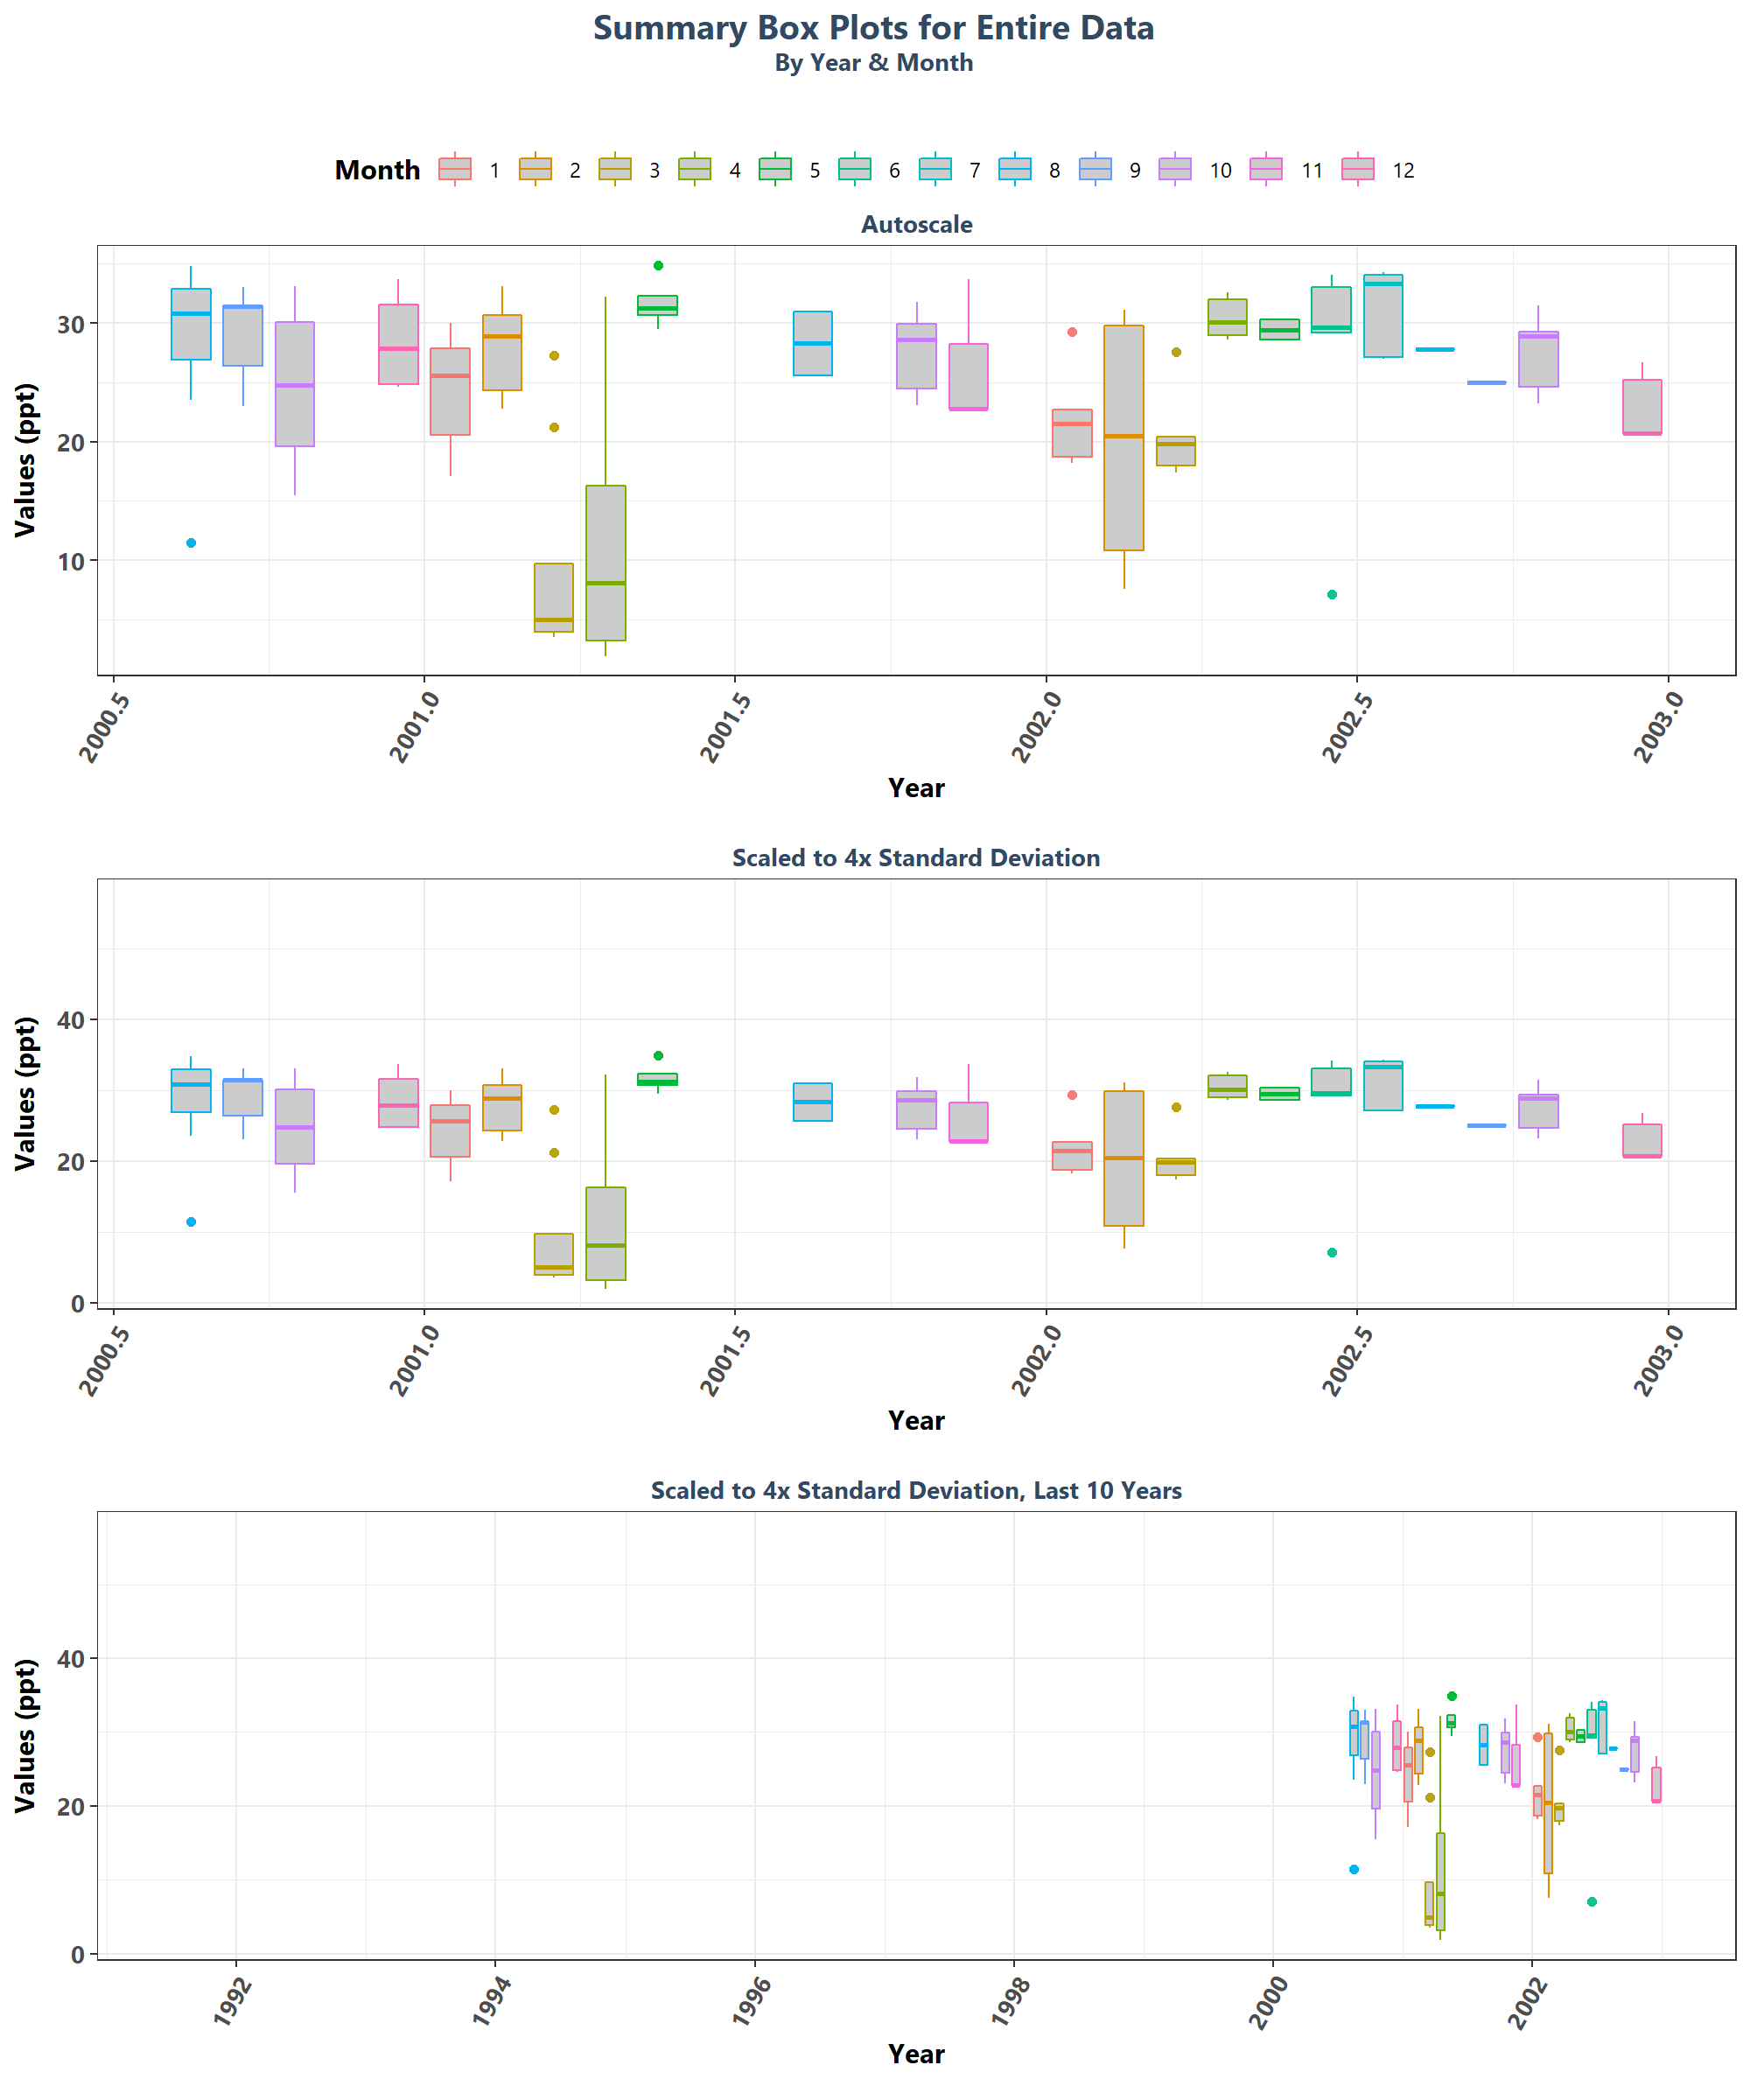 Summary Box Plots for Entire Data
By Year & Month
Month 1 2 3 4 5 6 7 8 9 10 11 12
Autoscale
Values (ppt)
30
20
10
2000.5 2001.0 2001.5 2002.0 2002.5 2003.0
Year
Scaled to 4x Standard Deviation
Values (ppt)
40
20
0
2000.5 2001.0 2001.5 2002.0 2002.5 2003.0
Year
Scaled to 4x Standard Deviation, Last 10 Years
Values (ppt)
40
20
0
1992 1994 1996 1998 2000 2002
Year